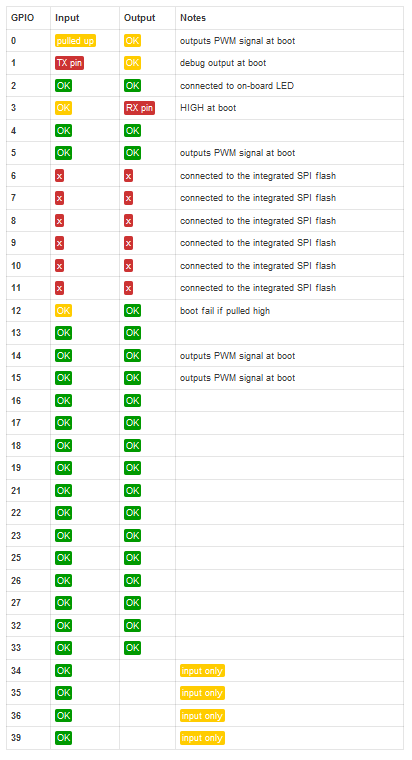 GPIO Input Output Notes
0 pulled up OK outputs PWM signal at boot
1 TX pin OK debug output at boot
2 OK OK connected to on-board LED
3 OK RX pin HIGH at boot
4 OK OK
5 OK OK outputs PWM signal at boot
6 x x connected to the integrated SPI flash
7 x x connected to the integrated SPI flash
8 x x connected to the integrated SPI flash
9 x x connected to the integrated SPI flash
10 x x connected to the integrated SPI flash
11 x x connected to the integrated SPI flash
12 OK OK boot fail if pulled high
13 OK OK
14 OK OK outputs PWM signal at boot
15 OK OK outputs PWM signal at boot
16 OK OK
17 OK OK
18 OK OK
19 OK OK
21 OK OK
22 OK OK
23 OK OK
25 OK OK
26 OK OK
27 OK OK
32 OK OK
33 OK OK
34 OK input only
35 OK input only
36 OK input only
39 OK input only